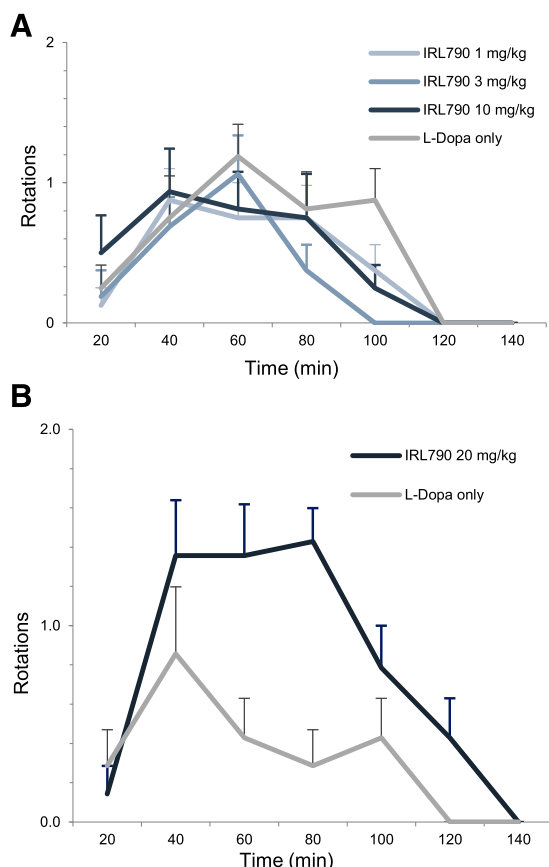 A
2
IRL790 1 mg/kg
IRL790 3 mg/kg
IRL790 10 mg/kg
L-Dopa only
Rotations
1
0
20 40 60 80 100 120 140
Time (min)
B
2.0
IRL790 20 mg/kg
L-Dopa only
Rotations
1.0
0.0
20 40 60 80 100 120 140
Time (min)